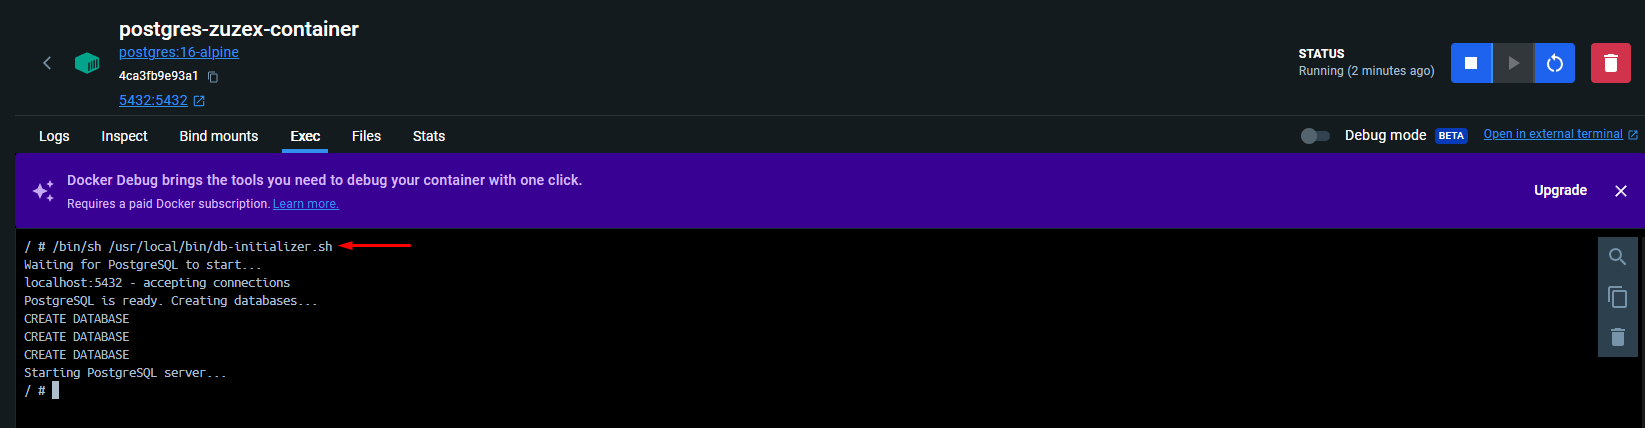 postgres-zuzex-container
postgres:16-alpine
4ca3fb9e93a1
5432:5432
STATUS
Running (2 minutes ago)
Logs Inspect Bind mounts Exec Files Stats
Debug mode BETA Open in external terminal
Docker Debug brings the tools you need to debug your container with one click.
Requires a paid Docker subscription. Learn more.
Upgrade
/ # /bin/sh /usr/local/bin/db-initializer.sh
Waiting for PostgreSQL to start...
localhost:5432 - accepting connections
PostgreSQL is ready. Creating databases...
CREATE DATABASE
CREATE DATABASE
CREATE DATABASE
Starting PostgreSQL server...
/ #